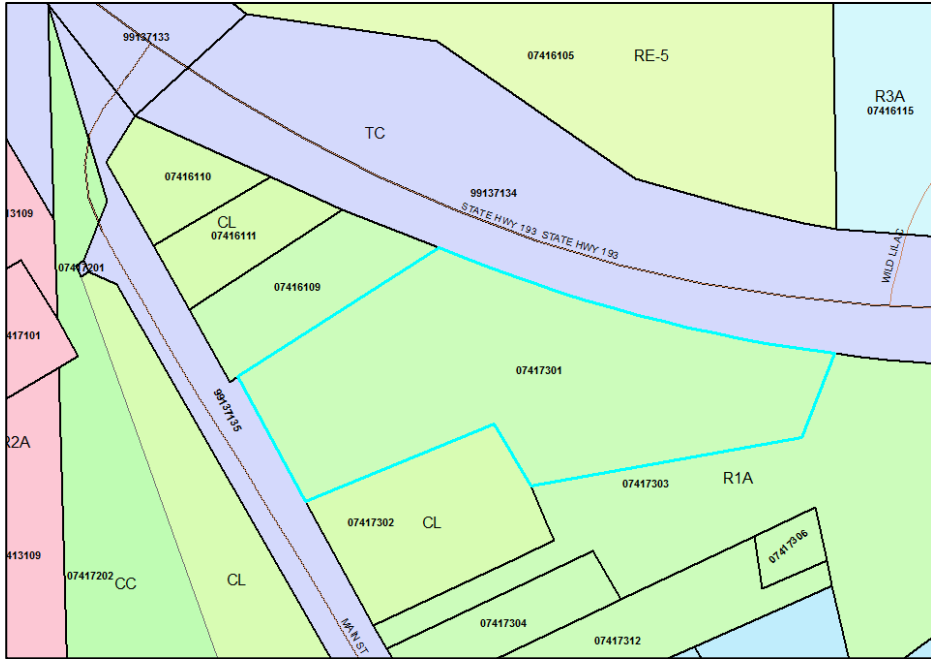 99137133
07416105
RE-5
R3A
07416115
TC
07416110
99137134
13109
CL
STATE HWY 193 STATE HWY 193
07416111
WILD LILAC
07417201
07416109
417101
07417301
99137135
R2A
07417303
R1A
07417302
CL
07417306
413109
07417202
CC
CL
07417304
MAIN ST
07417312